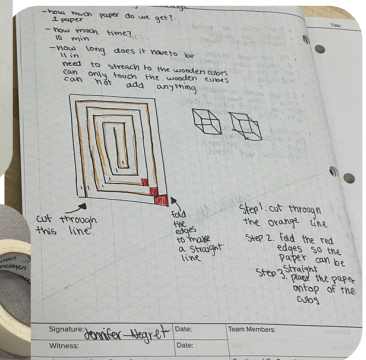 -how much paper do we get?
1 paper
-how much time?
10 min
-how long does it have to be
11 in
need to streach to the wooden cubes
can only touch the wooden cubes
can not add anything
cut through
this line
fold
the
edges
to make
a straight
line
Step 1. cut through
the orange line
Step 2. fold the red
edges so the
paper can be
straight
Step 3. place the paper
ontop of the
cubs
Signature: Jennifer Negret
Date:
Team Members:
Witness:
Date:
Title